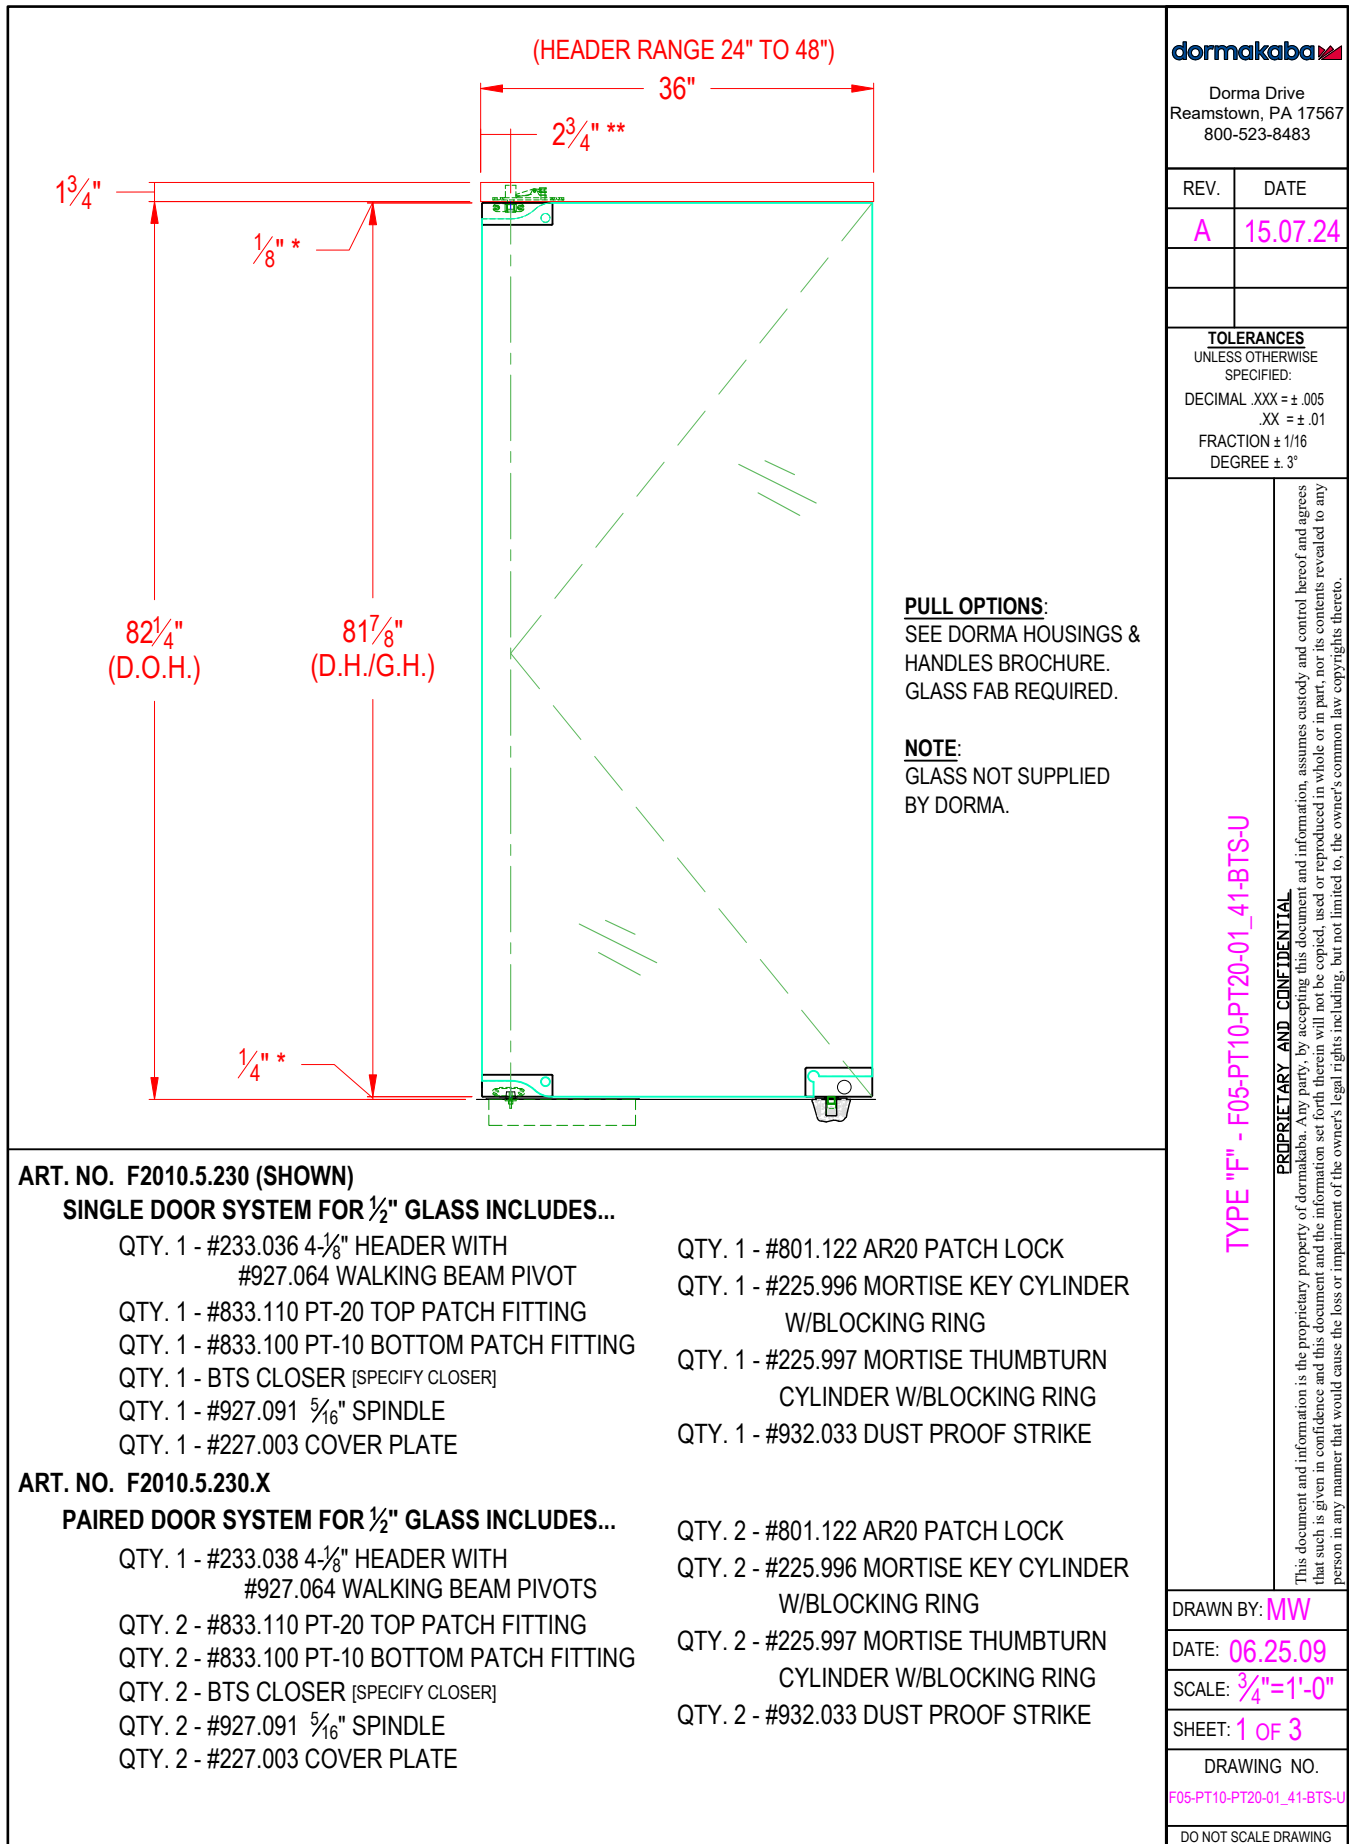 (HEADER RANGE 24" TO 48")
36"
2 3/4" **
1 3/4"
1/8" *
82 1/4"
(D.O.H.)
81 7/8"
(D.H./G.H.)
1/4" *
PULL OPTIONS:
SEE DORMA HOUSINGS &
HANDLES BROCHURE.
GLASS FAB REQUIRED.
NOTE:
GLASS NOT SUPPLIED
BY DORMA.
ART. NO. F2010.5.230 (SHOWN)
SINGLE DOOR SYSTEM FOR 1/2" GLASS INCLUDES...
QTY. 1 - #233.036 4-1/8" HEADER WITH
#927.064 WALKING BEAM PIVOT
QTY. 1 - #833.110 PT-20 TOP PATCH FITTING
QTY. 1 - #833.100 PT-10 BOTTOM PATCH FITTING
QTY. 1 - BTS CLOSER [SPECIFY CLOSER]
QTY. 1 - #927.091 5/16" SPINDLE
QTY. 1 - #227.003 COVER PLATE
QTY. 1 - #801.122 AR20 PATCH LOCK
QTY. 1 - #225.996 MORTISE KEY CYLINDER
W/BLOCKING RING
QTY. 1 - #225.997 MORTISE THUMBTURN
CYLINDER W/BLOCKING RING
QTY. 1 - #932.033 DUST PROOF STRIKE
ART. NO. F2010.5.230.X
PAIRED DOOR SYSTEM FOR 1/2" GLASS INCLUDES...
QTY. 1 - #233.038 4-1/8" HEADER WITH
#927.064 WALKING BEAM PIVOTS
QTY. 2 - #833.110 PT-20 TOP PATCH FITTING
QTY. 2 - #833.100 PT-10 BOTTOM PATCH FITTING
QTY. 2 - BTS CLOSER [SPECIFY CLOSER]
QTY. 2 - #927.091 5/16" SPINDLE
QTY. 2 - #227.003 COVER PLATE
QTY. 2 - #801.122 AR20 PATCH LOCK
QTY. 2 - #225.996 MORTISE KEY CYLINDER
W/BLOCKING RING
QTY. 2 - #225.997 MORTISE THUMBTURN
CYLINDER W/BLOCKING RING
QTY. 2 - #932.033 DUST PROOF STRIKE
dormakaba
Dorma Drive
Reamstown, PA 17567
800-523-8483
REV. DATE
A 15.07.24
TOLERANCES
UNLESS OTHERWISE
SPECIFIED:
DECIMAL .XXX = ± .005
.XX = ± .01
FRACTION ± 1/16
DEGREE ±. 3°
TYPE "F" - F05-PT10-PT20-01_41-BTS-U
PROPRIETARY AND CONFIDENTIAL
This document and information is the proprietary property of dormakaba. Any party, by accepting this document and information, assumes custody and control hereof and agrees
that such is given in confidence and this document and the information set forth therein will not be copied, used or reproduced in whole or in part, nor its contents revealed to any
person in any manner that would cause the loss or impairment of the owner's legal rights including, but not limited to, the owner's common law copyrights thereto.
DRAWN BY: MW
DATE: 06.25.09
SCALE: 3/4"=1'-0"
SHEET: 1 OF 3
DRAWING NO.
F05-PT10-PT20-01_41-BTS-U
DO NOT SCALE DRAWING